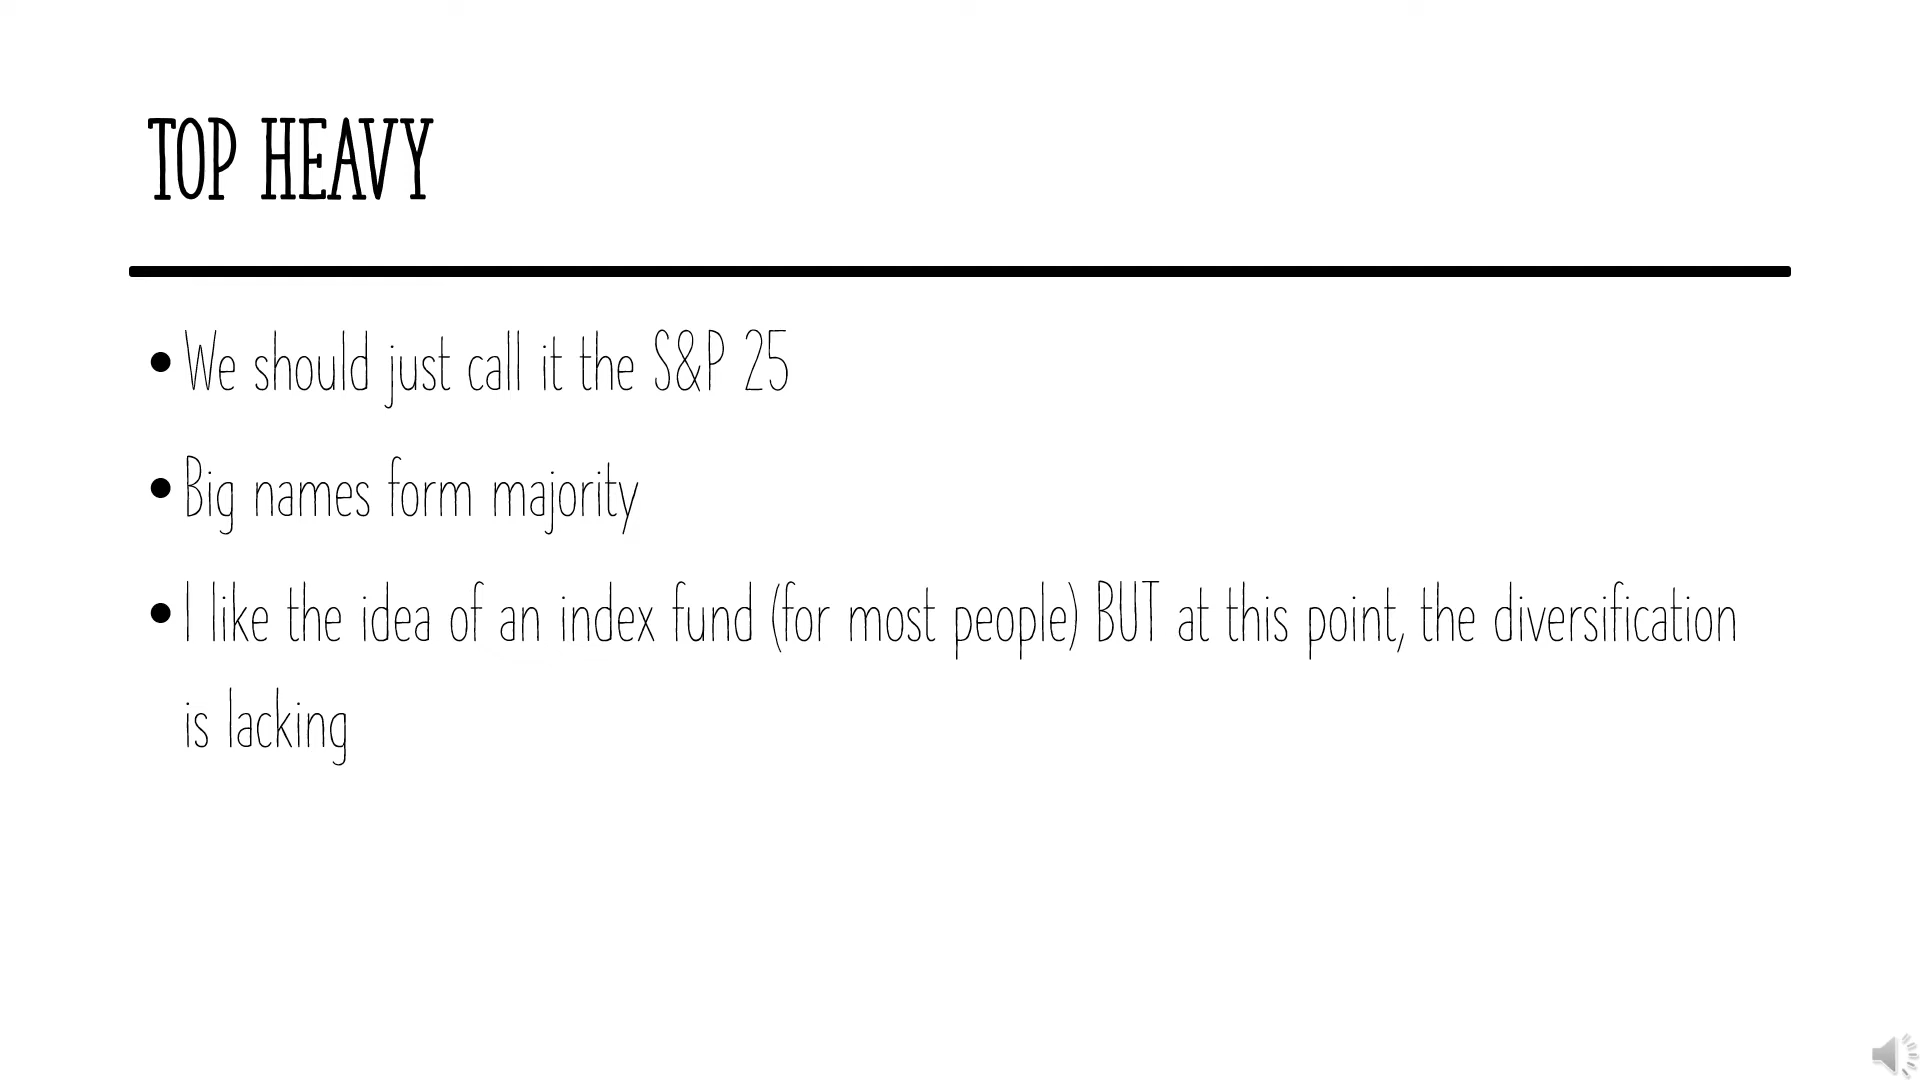 TOP HEAVY
• We should just call it the S&P 25
• Big names form majority
• I like the idea of an index fund (for most people) BUT at this point, the diversification
is lacking